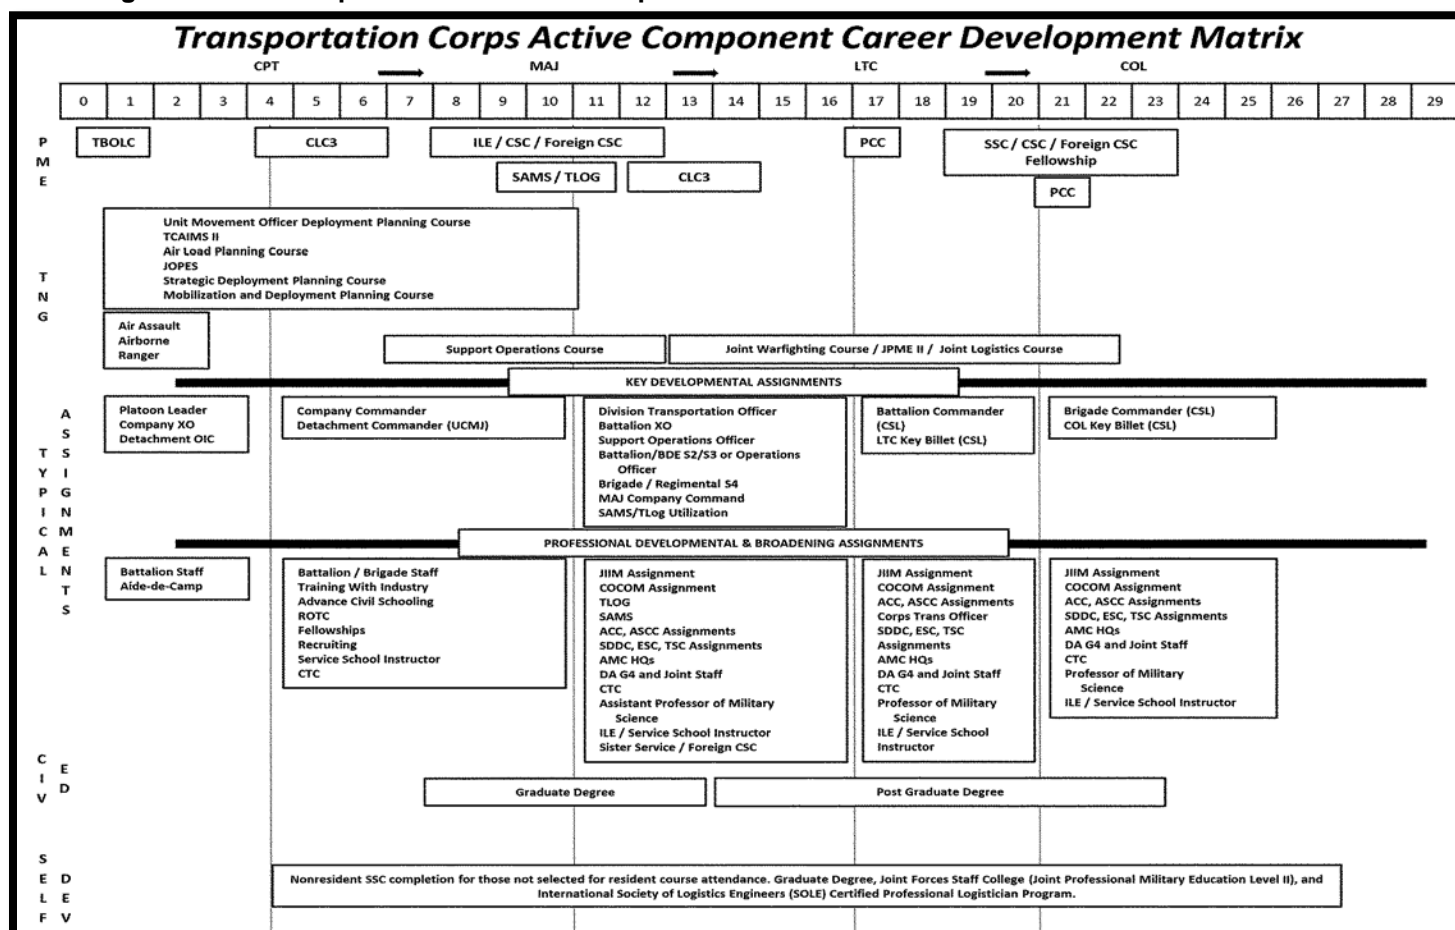 Transportation Corps Active Component Career Development Matrix
CPT MAJ LTC COL
0 1 2 3 4 5 6 7 8 9 10 11 12 13 14 15 16 17 18 19 20 21 22 23 24 25 26 27 28 29
PME
TBOLC
CLC3
ILE / CSC / Foreign CSC
PCC
SSC / CSC / Foreign CSC
Fellowship
SAMS / TLOG
CLC3
PCC
TNG
Unit Movement Officer Deployment Planning Course
TCAIMS II
Air Load Planning Course
JOPES
Strategic Deployment Planning Course
Mobilization and Deployment Planning Course
Air Assault
Airborne
Ranger
Support Operations Course
Joint Warfighting Course / JPME II / Joint Logistics Course
TYPICAL
ASSIGNMENTS
KEY DEVELOPMENTAL ASSIGNMENTS
Platoon Leader
Company XO
Detachment OIC
Company Commander
Detachment Commander (UCMJ)
Division Transportation Officer
Battalion XO
Support Operations Officer
Battalion/BDE S2/S3 or Operations
Officer
Brigade / Regimental S4
MAJ Company Command
SAMS/TLog Utilization
Battalion Commander
(CSL)
LTC Key Billet (CSL)
Brigade Commander (CSL)
COL Key Billet (CSL)
PROFESSIONAL DEVELOPMENTAL & BROADENING ASSIGNMENTS
Battalion Staff
Aide-de-Camp
Battalion / Brigade Staff
Training With Industry
Advance Civil Schooling
ROTC
Fellowships
Recruiting
Service School Instructor
CTC
JIIM Assignment
COCOM Assignment
TLOG
SAMS
ACC, ASCC Assignments
SDDC, ESC, TSC Assignments
AMC HQs
DA G4 and Joint Staff
CTC
Assistant Professor of Military
Science
ILE / Service School Instructor
Sister Service / Foreign CSC
JIIM Assignment
COCOM Assignment
ACC, ASCC Assignments
Corps Trans Officer
SDDC, ESC, TSC
Assignments
AMC HQs
DA G4 and Joint Staff
CTC
Professor of Military
Science
ILE / Service School
Instructor
JIIM Assignment
COCOM Assignment
ACC, ASCC Assignments
SDDC, ESC, TSC Assignments
AMC HQs
DA G4 and Joint Staff
CTC
Professor of Military
Science
ILE / Service School Instructor
CIV
ED
Graduate Degree
Post Graduate Degree
SELF
DEV
Nonresident SSC completion for those not selected for resident course attendance. Graduate Degree, Joint Forces Staff College (Joint Professional Military Education Level II), and
International Society of Logistics Engineers (SOLE) Certified Professional Logistician Program.